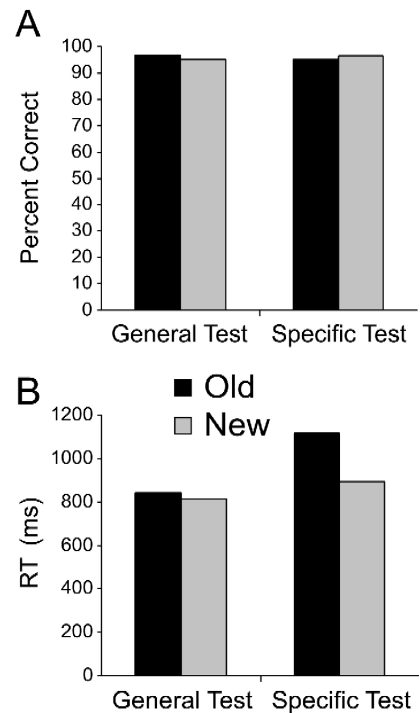 A
Percent Correct
100
90
80
70
60
50
40
30
20
10
0
General Test Specific Test
B
Old
New
RT (ms)
1200
1000
800
600
400
200
0
General Test Specific Test